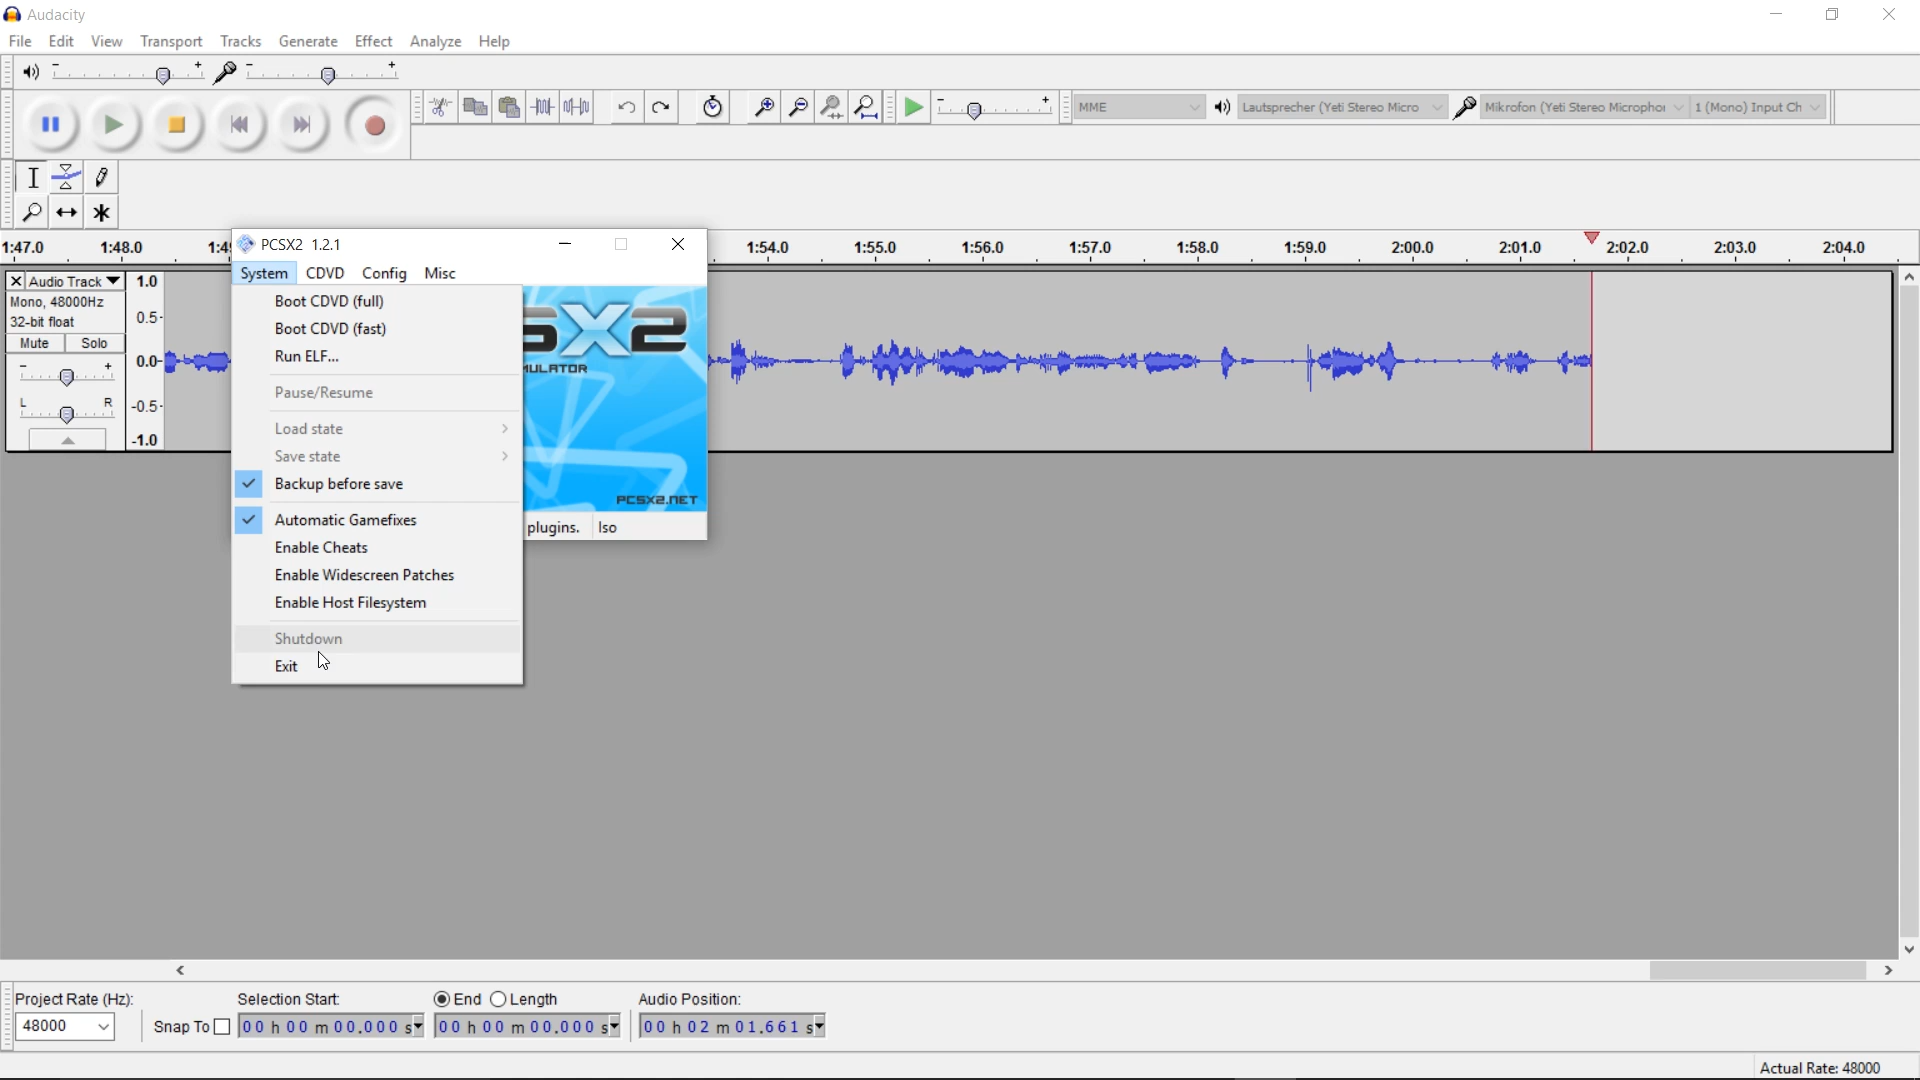 Audacity
File Edit View Transport Tracks Generate Effect Analyze Help
MME Lautsprecher (Yeti Stereo Micro Mikrofon (Yeti Stereo Microphoi 1 (Mono) Input Ch
1:47.0 1:48.0 1:49 1:54.0 1:55.0 1:56.0 1:57.0 1:58.0 1:59.0 2:00.0 2:01.0 2:02.0 2:03.0 2:04.0
Audio Track
Mono, 48000Hz
32-bit float
Mute Solo
L R
1.0
0.5
0.0
-0.5
-1.0
PCSX2 1.2.1
System CDVD Config Misc
Boot CDVD (full)
Boot CDVD (fast)
Run ELF...
Pause/Resume
Load state
Save state
Backup before save
Automatic Gamefixes
Enable Cheats
Enable Widescreen Patches
Enable Host Filesystem
Shutdown
Exit
SX2
MULATOR
PCSX2.NET
plugins. Iso
Project Rate (Hz):
48000
Snap To
Selection Start:
00 h 00 m 00.000 s
End Length
00 h 00 m 00.000 s
Audio Position:
00 h 02 m 01.661 s
Actual Rate: 48000